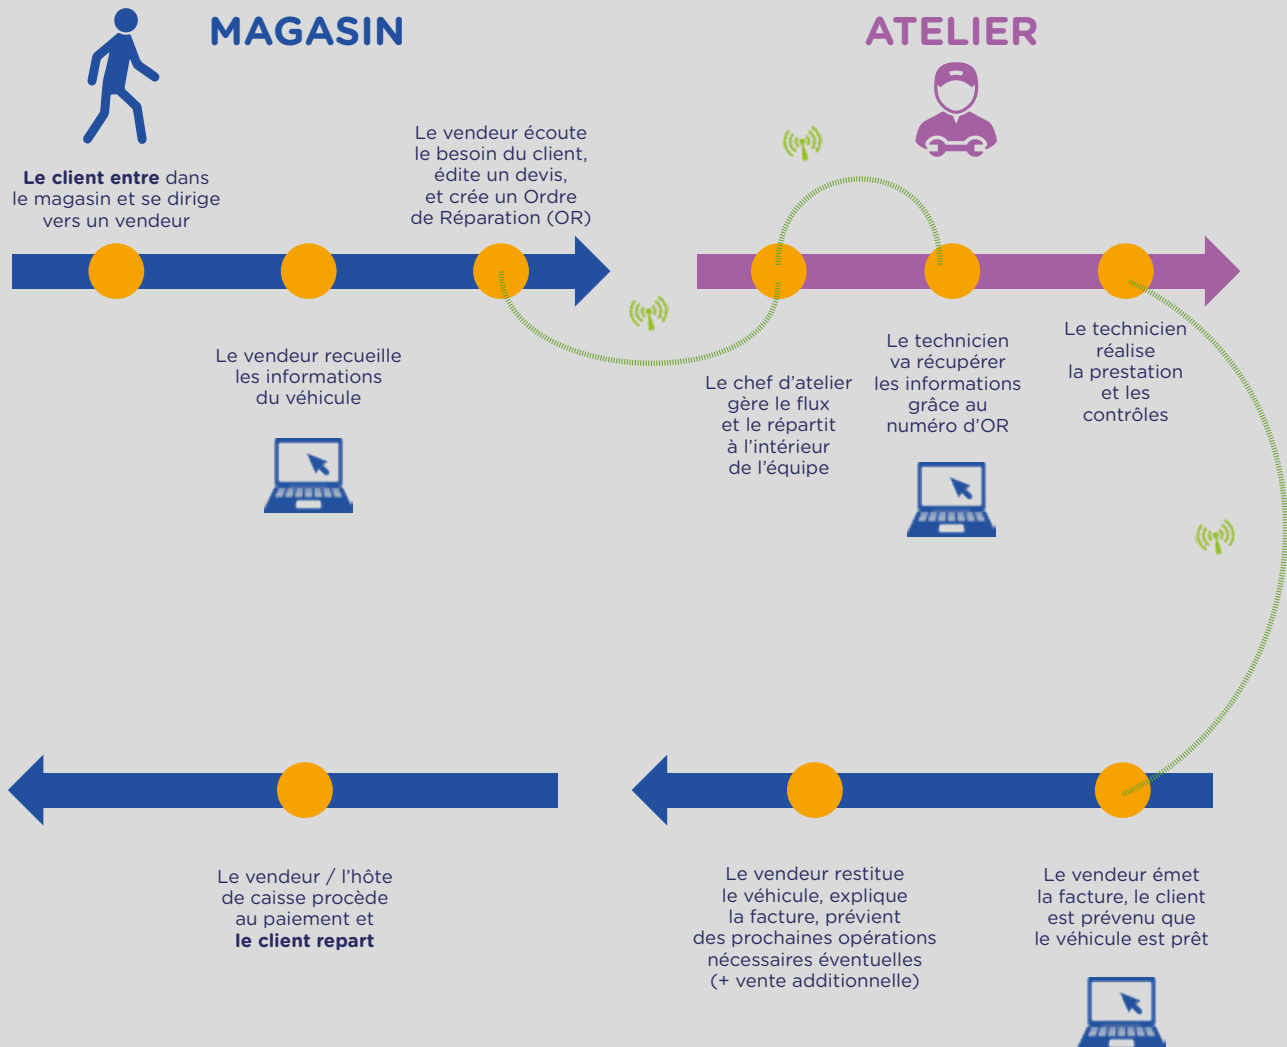 MAGASIN
ATELIER
Le client entre dans
le magasin et se dirige
vers un vendeur
Le vendeur écoute
le besoin du client,
édite un devis,
et crée un Ordre
de Réparation (OR)
Le vendeur recueille
les informations
du véhicule
Le chef d’atelier
gère le flux
et le répartit
à l’intérieur
de l’équipe
Le technicien
va récupérer
les informations
grâce au
numéro d’OR
Le technicien
réalise
la prestation
et les
contrôles
Le vendeur / l’hôte
de caisse procède
au paiement et
le client repart
Le vendeur restitue
le véhicule, explique
la facture, prévient
des prochaines opérations
nécessaires éventuelles
(+ vente additionnelle)
Le vendeur émet
la facture, le client
est prévenu que
le véhicule est prêt